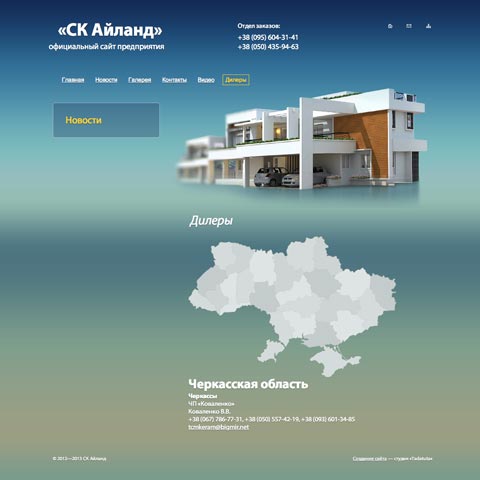 «СК Айланд»
официальный сайт предприятия
Отдел заказов:
+38 (095) 604-31-41
+38 (050) 435-94-63
Главная Новости Галерея Контакты Видео Дилеры
Новости
Дилеры
Черкасская область
Черкассы
ЧП «Коваленко»
Коваленко В.В.
+38 (067) 786-77-31, +38 (050) 557-42-19, +38 (093) 601-34-85
tcmkeram@bigmir.net
© 2012—2013 СК Айланд
Создание сайта — студия